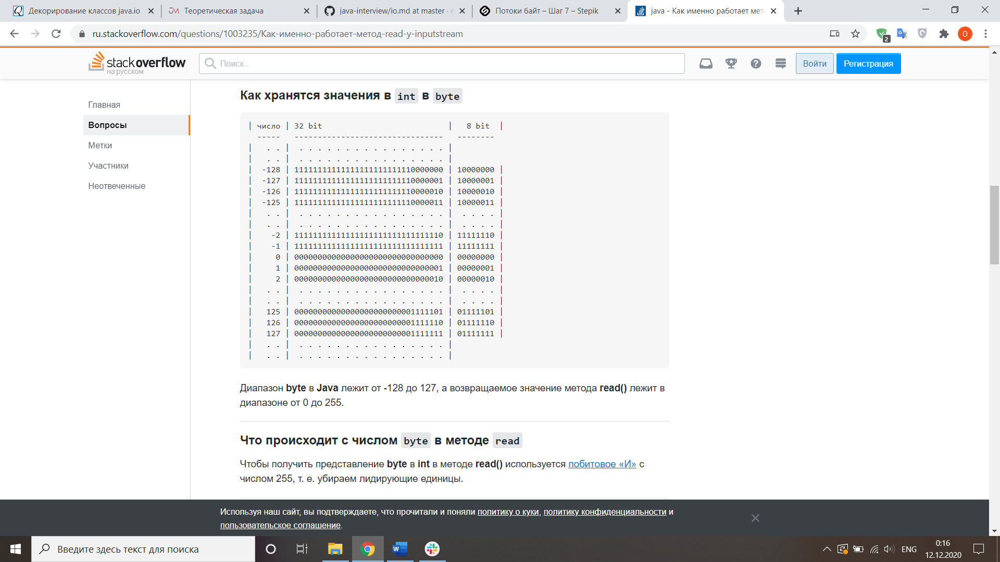 Декорирование классов java.io
Теоретическая задача
java-interview/io.md at master ·
Потоки байт – Шаг 7 – Stepik
java - Как именно работает мет
ru.stackoverflow.com/questions/1003235/Как-именно-работает-метод-read-у-inputstream
2
O
stackoverflow
на русском
Поиск...
Войти
Регистрация
Главная
Вопросы
Метки
Участники
Неотвеченные
Как хранятся значения в int в byte
| число | 32 bit                           |   8 bit  |
  -----   --------------------------------   --------
|   . . |  . . . . . . . . . . . . . . . . |
|   . . |  . . . . . . . . . . . . . . . . |
|  -128 | 11111111111111111111111110000000 | 10000000 |
|  -127 | 11111111111111111111111110000001 | 10000001 |
|  -126 | 11111111111111111111111110000010 | 10000010 |
|  -125 | 11111111111111111111111110000011 | 10000011 |
|   . . |  . . . . . . . . . . . . . . . . |  . . . . |
|   . . |  . . . . . . . . . . . . . . . . |  . . . . |
|    -2 | 11111111111111111111111111111110 | 11111110 |
|    -1 | 11111111111111111111111111111111 | 11111111 |
|     0 | 00000000000000000000000000000000 | 00000000 |
|     1 | 00000000000000000000000000000001 | 00000001 |
|     2 | 00000000000000000000000000000010 | 00000010 |
|   . . |  . . . . . . . . . . . . . . . . |  . . . . |
|   . . |  . . . . . . . . . . . . . . . . |  . . . . |
|   125 | 00000000000000000000000001111101 | 01111101 |
|   126 | 00000000000000000000000001111110 | 01111110 |
|   127 | 00000000000000000000000001111111 | 01111111 |
|   . . |  . . . . . . . . . . . . . . . . |
|   . . |  . . . . . . . . . . . . . . . . |
Диапазон byte в Java лежит от -128 до 127, а возвращаемое значение метода read() лежит в
диапазоне от 0 до 255.
Что происходит с числом byte в методе read
Чтобы получить представление byte в int в методе read() используется побитовое «И» с
числом 255, т. е. убираем лидирующие единицы.
Используя наш сайт, вы подтверждаете, что прочитали и поняли политику о куки, политику конфиденциальности и
пользовательское соглашение.
Введите здесь текст для поиска
ENG
0:16
12.12.2020